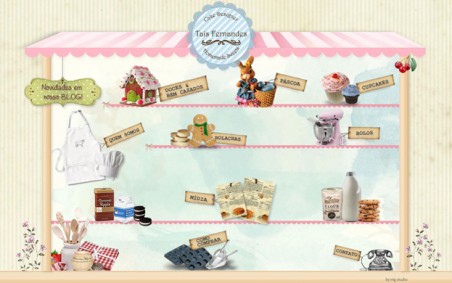 Cake Designer
Tais Fernandes
Novidades em
nosso BLOG!
DOCES &
BEM CASADOS
PÁSCOA
CUPCAKES
QUEM SOMOS
BOLACHAS
BOLOS
MÍDIA
COMO
COMPRAR
CONTATO